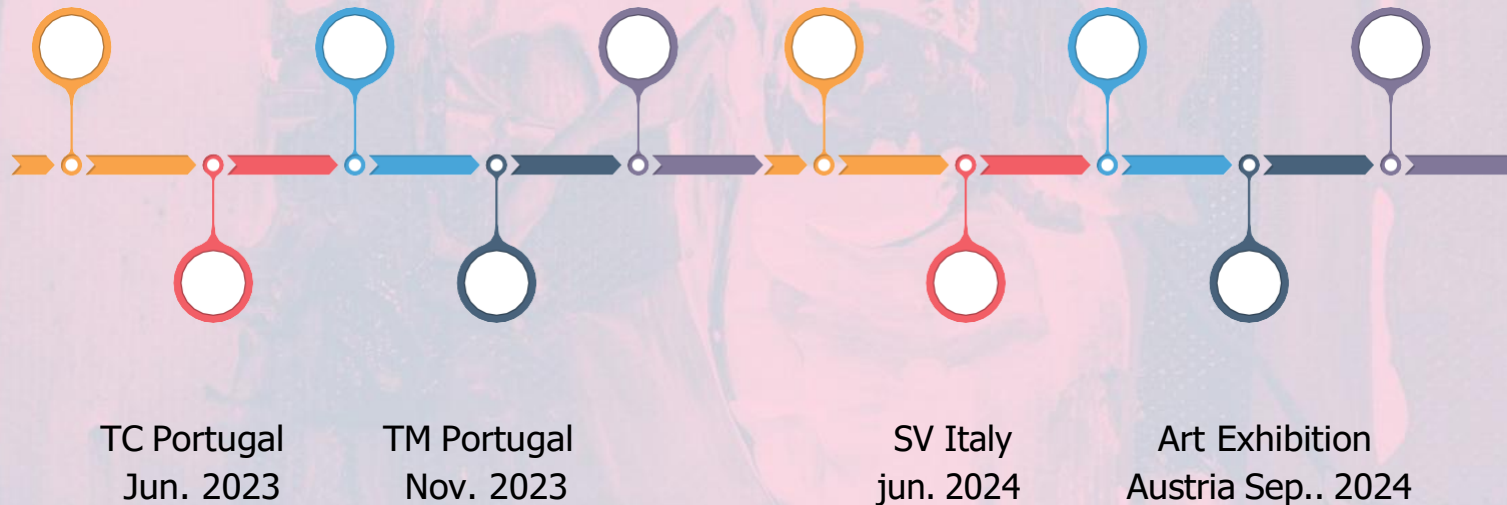 TC Portugal
Jun. 2023
TM Portugal
Nov. 2023
SV Italy
jun. 2024
Art Exhibition
Austria Sep.. 2024